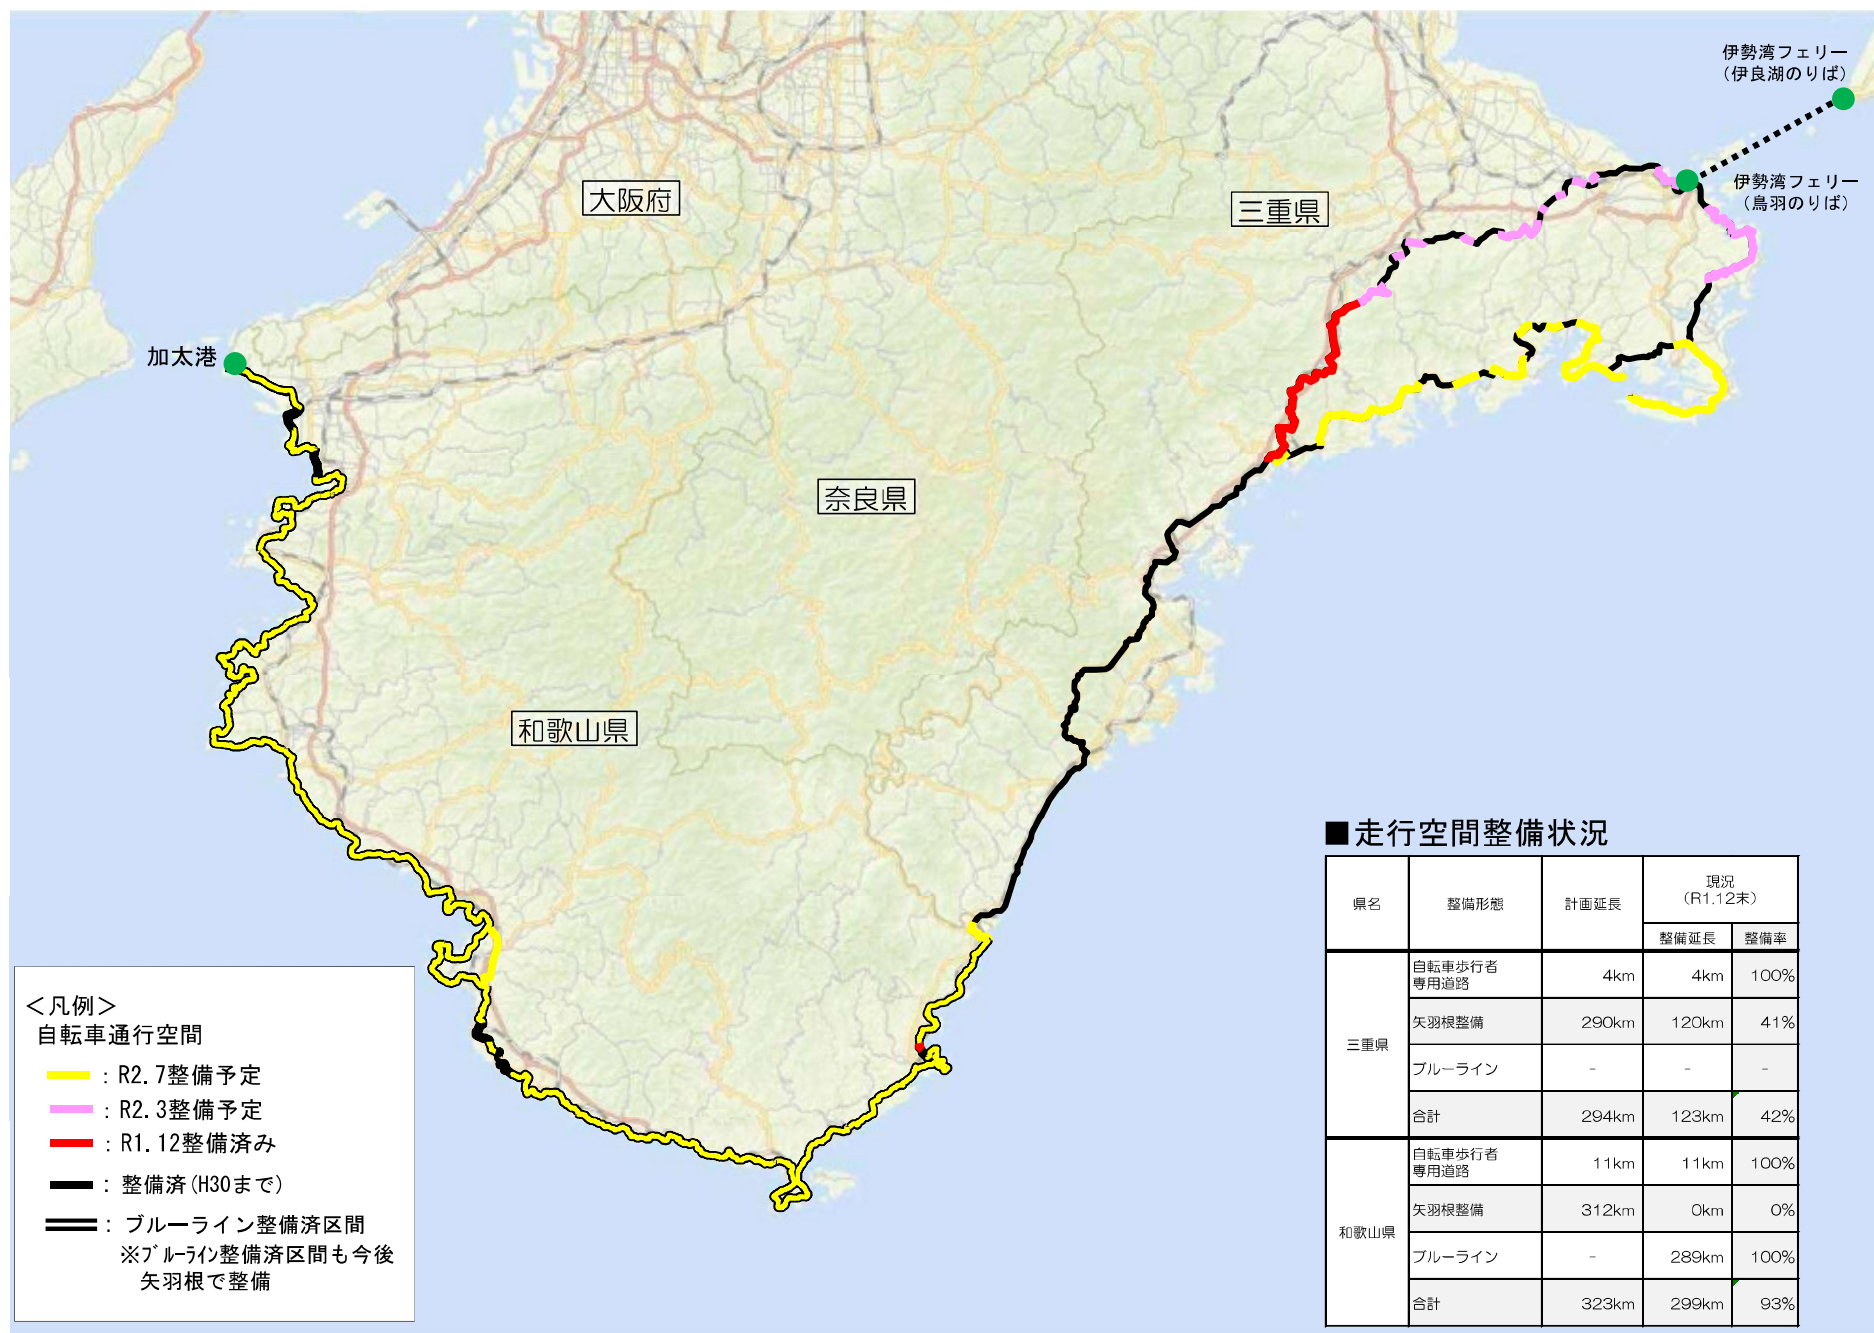 伊勢湾フェリー
（伊良湖のりば）
大阪府
三重県
伊勢湾フェリー
（鳥羽のりば）
加太港
奈良県
和歌山県
■走行空間整備状況
県名 整備形態 計画延長 現況
（R1.12末）
整備延長 整備率
三重県
自転車歩行者
専用道路 4km 4km 100%
矢羽根整備 290km 120km 41%
ブルーライン - - -
合計 294km 123km 42%
和歌山県
自転車歩行者
専用道路 11km 11km 100%
矢羽根整備 312km 0km 0%
ブルーライン - 289km 100%
合計 323km 299km 93%
＜凡例＞
自転車通行空間
：R2.7整備予定
：R2.3整備予定
：R1.12整備済み
：整備済(H30まで)
：ブルーライン整備済区間
※ﾌﾞﾙｰﾗｲﾝ整備済区間も今後
矢羽根で整備